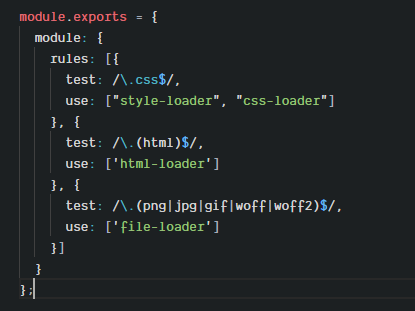 module.exports = {
  module: {
    rules: [{
      test: /\.css$/,
      use: ["style-loader", "css-loader"]
    }, {
      test: /\.(html)$/,
      use: ['html-loader']
    }, {
      test: /\.(png|jpg|gif|woff|woff2)$/,
      use: ['file-loader']
    }]
  }
};